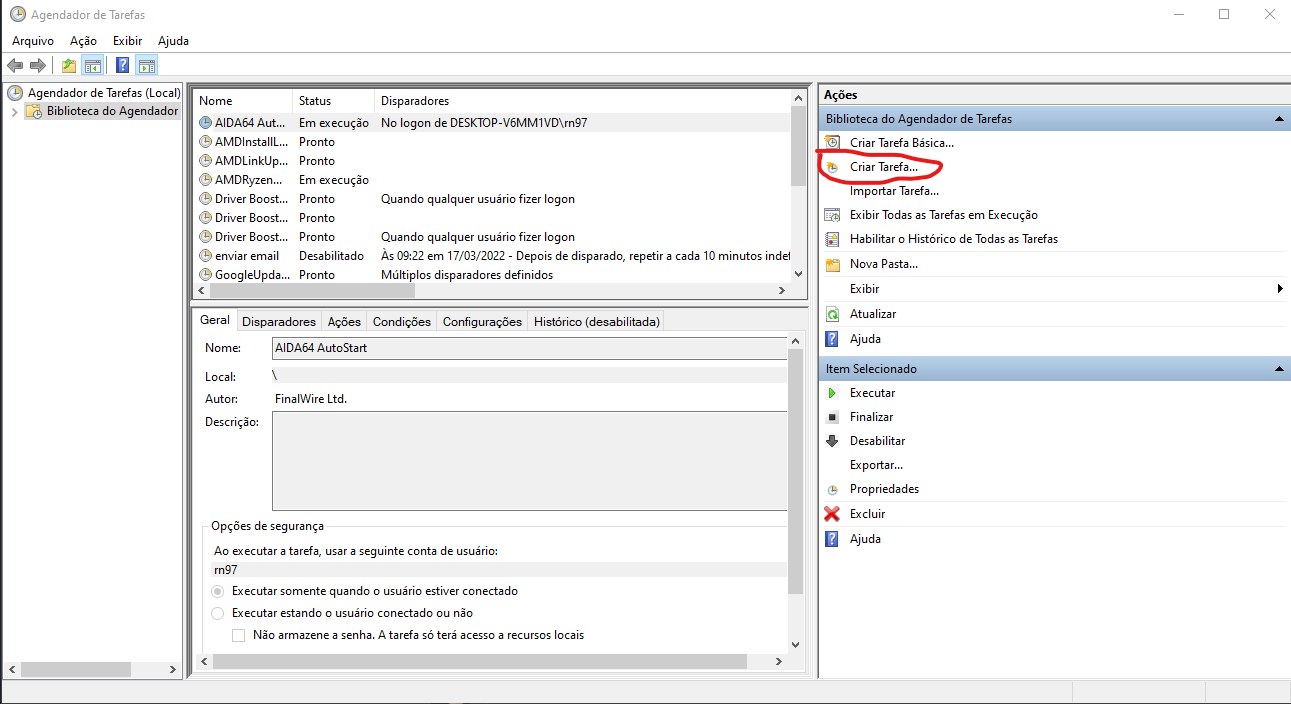 Agendador de Tarefas
Arquivo Ação Exibir Ajuda
Agendador de Tarefas (Local)
Biblioteca do Agendador
Nome Status Disparadores
AIDA64 Aut... Em execução No logon de DESKTOP-V6MM1VD\rn97
AMDInstallL... Pronto
AMDLinkUp... Pronto
AMDRyzen... Em execução
Driver Boost... Pronto Quando qualquer usuário fizer logon
Driver Boost... Pronto
Driver Boost... Pronto Quando qualquer usuário fizer logon
enviar email Desabilitado Às 09:22 em 17/03/2022 - Depois de disparado, repetir a cada 10 minutos indef
GoogleUpda... Pronto Múltiplos disparadores definidos
Geral Disparadores Ações Condições Configurações Histórico (desabilitada)
Nome: AIDA64 AutoStart
Local: \
Autor: FinalWire Ltd.
Descrição:
Opções de segurança
Ao executar a tarefa, usar a seguinte conta de usuário:
rn97
Executar somente quando o usuário estiver conectado
Executar estando o usuário conectado ou não
Não armazene a senha. A tarefa só terá acesso a recursos locais
Ações
Biblioteca do Agendador de Tarefas
Criar Tarefa Básica...
Criar Tarefa...
Importar Tarefa...
Exibir Todas as Tarefas em Execução
Habilitar o Histórico de Todas as Tarefas
Nova Pasta...
Exibir
Atualizar
Ajuda
Item Selecionado
Executar
Finalizar
Desabilitar
Exportar...
Propriedades
Excluir
Ajuda